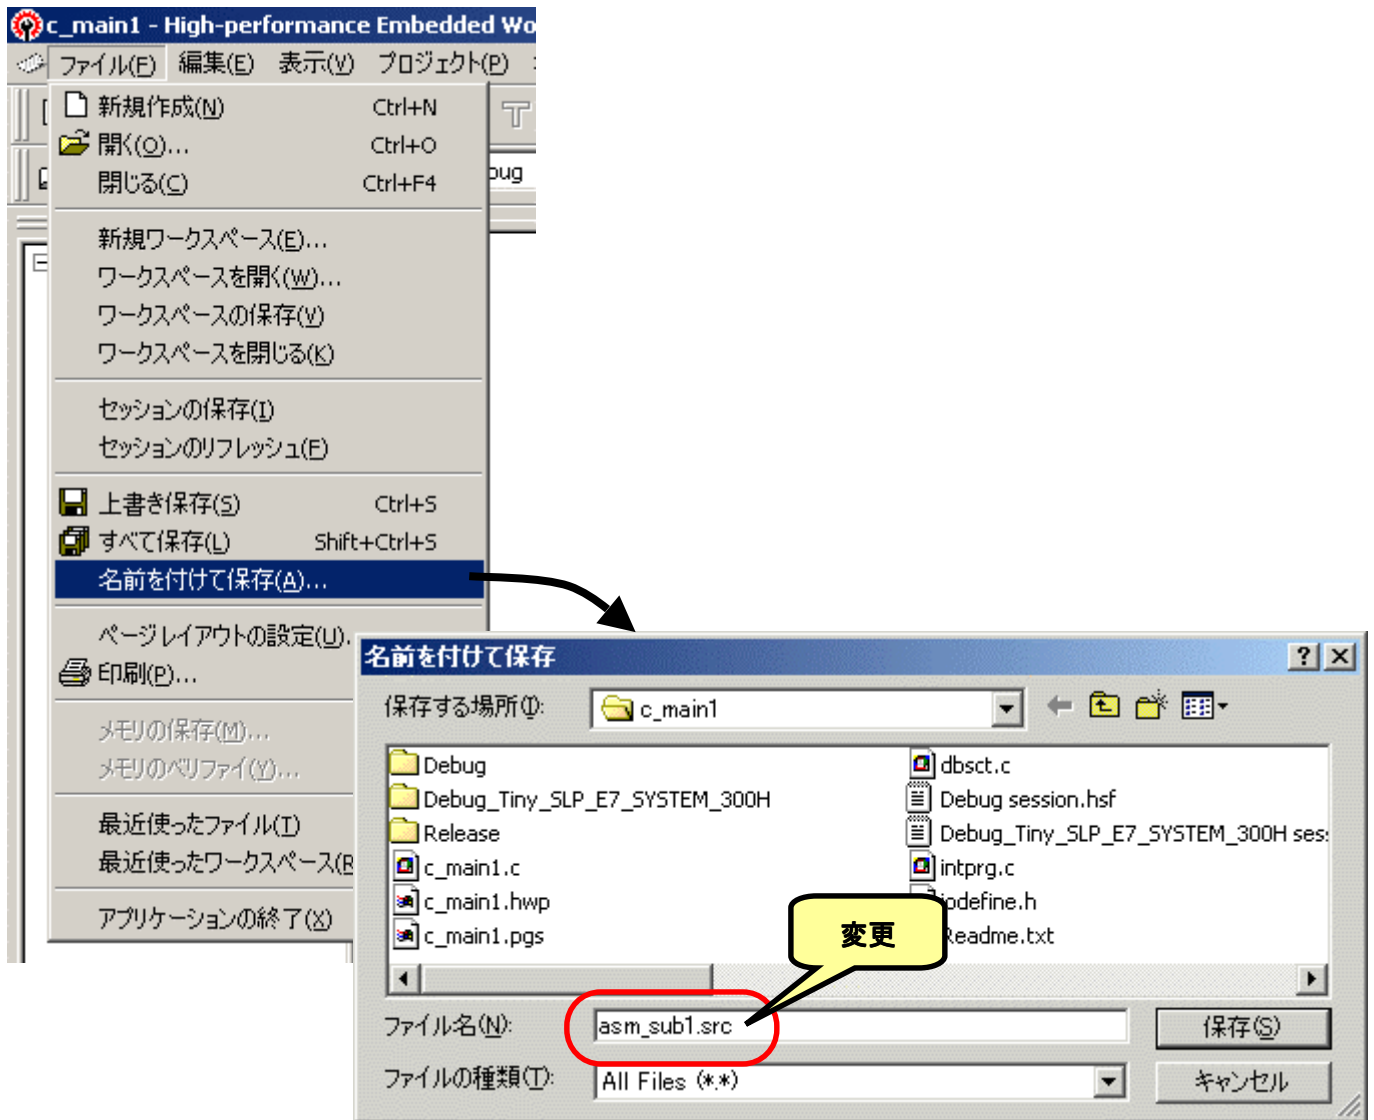 c_main1 - High-performance Embedded Wo
ファイル(F) 編集(E) 表示(V) プロジェクト(P)
新規作成(N) Ctrl+N
開く(O)... Ctrl+O
閉じる(C) Ctrl+F4
bug
新規ワークスペース(E)...
ワークスペースを開く(W)...
ワークスペースの保存(V)
ワークスペースを閉じる(K)
セッションの保存(I)
セッションのリフレッシュ(F)
上書き保存(S) Ctrl+S
すべて保存(L) Shift+Ctrl+S
名前を付けて保存(A)...
ページレイアウトの設定(U).
印刷(P)...
メモリの保存(M)...
メモリのベリファイ(Y)...
最近使ったファイル(T)
最近使ったワークスペース(R
アプリケーションの終了(X)
名前を付けて保存
保存する場所(I): c_main1
Debug
Debug_Tiny_SLP_E7_SYSTEM_300H
Release
c_main1.c
c_main1.hwp
c_main1.pgs
dbsct.c
Debug session.hsf
Debug_Tiny_SLP_E7_SYSTEM_300H ses
intprg.c
iodefine.h
Readme.txt
変更
ファイル名(N): asm_sub1.src 保存(S)
ファイルの種類(T): All Files (*.*) キャンセル